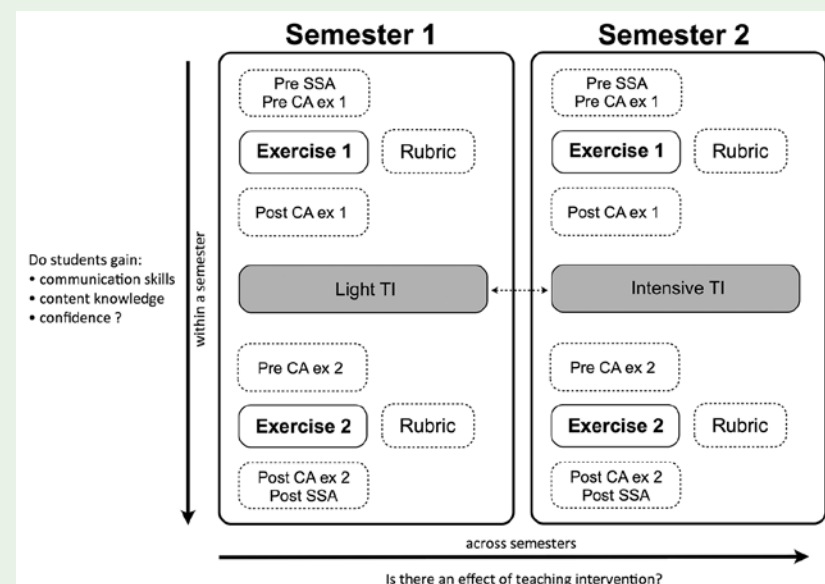 Semester 1
Semester 2
Pre SSA
Pre CA ex 1
Exercise 1
Rubric
Post CA ex 1
Light TI
Pre CA ex 2
Exercise 2
Rubric
Post CA ex 2
Post SSA
Pre SSA
Pre CA ex 1
Exercise 1
Rubric
Post CA ex 1
Intensive TI
Pre CA ex 2
Exercise 2
Rubric
Post CA ex 2
Post SSA
Do students gain:
• communication skills
• content knowledge
• confidence ?
within a semester
across semesters
Is there an effect of teaching intervention?